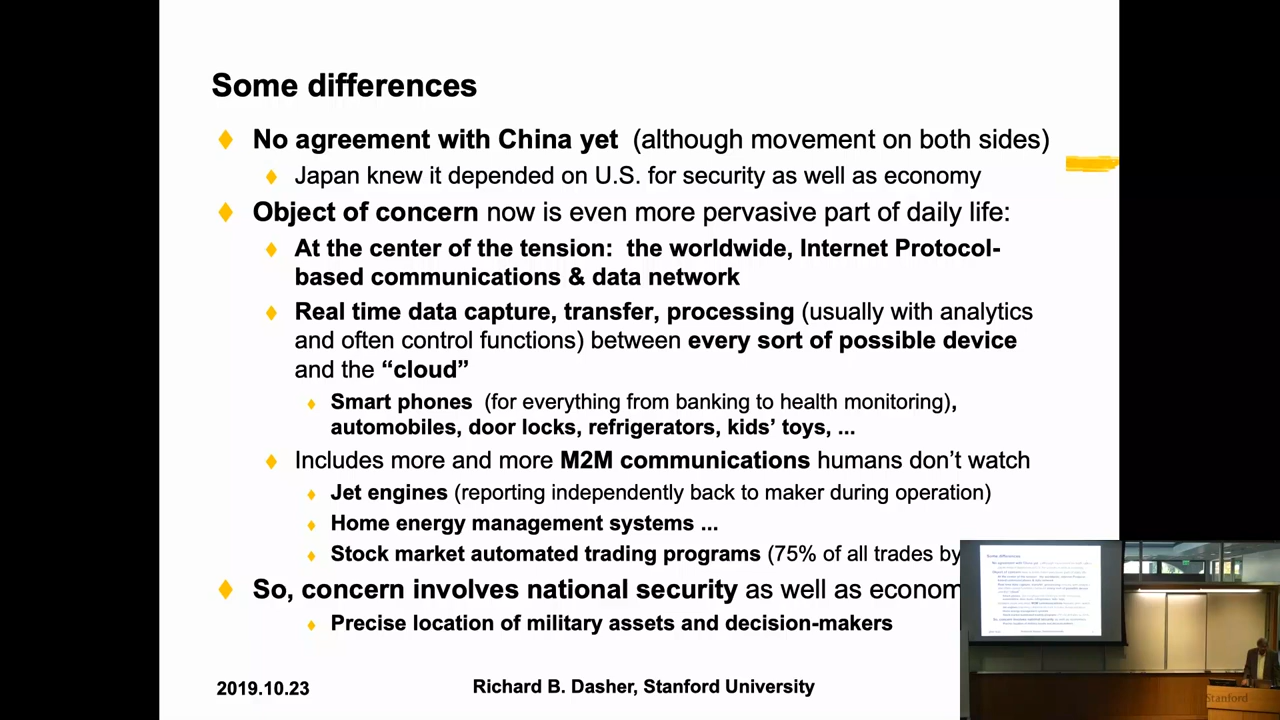 Some differences
No agreement with China yet (although movement on both sides)
Japan knew it depended on U.S. for security as well as economy
Object of concern now is even more pervasive part of daily life:
At the center of the tension: the worldwide, Internet Protocol-
based communications & data network
Real time data capture, transfer, processing (usually with analytics
and often control functions) between every sort of possible device
and the “cloud”
Smart phones (for everything from banking to health monitoring),
automobiles, door locks, refrigerators, kids’ toys, ...
Includes more and more M2M communications humans don’t watch
Jet engines (reporting independently back to maker during operation)
Home energy management systems ...
Stock market automated trading programs (75% of all trades by
So, concern involves national security as well as econom
Precise location of military assets and decision-makers
2019.10.23
Richard B. Dasher, Stanford University
Stanford